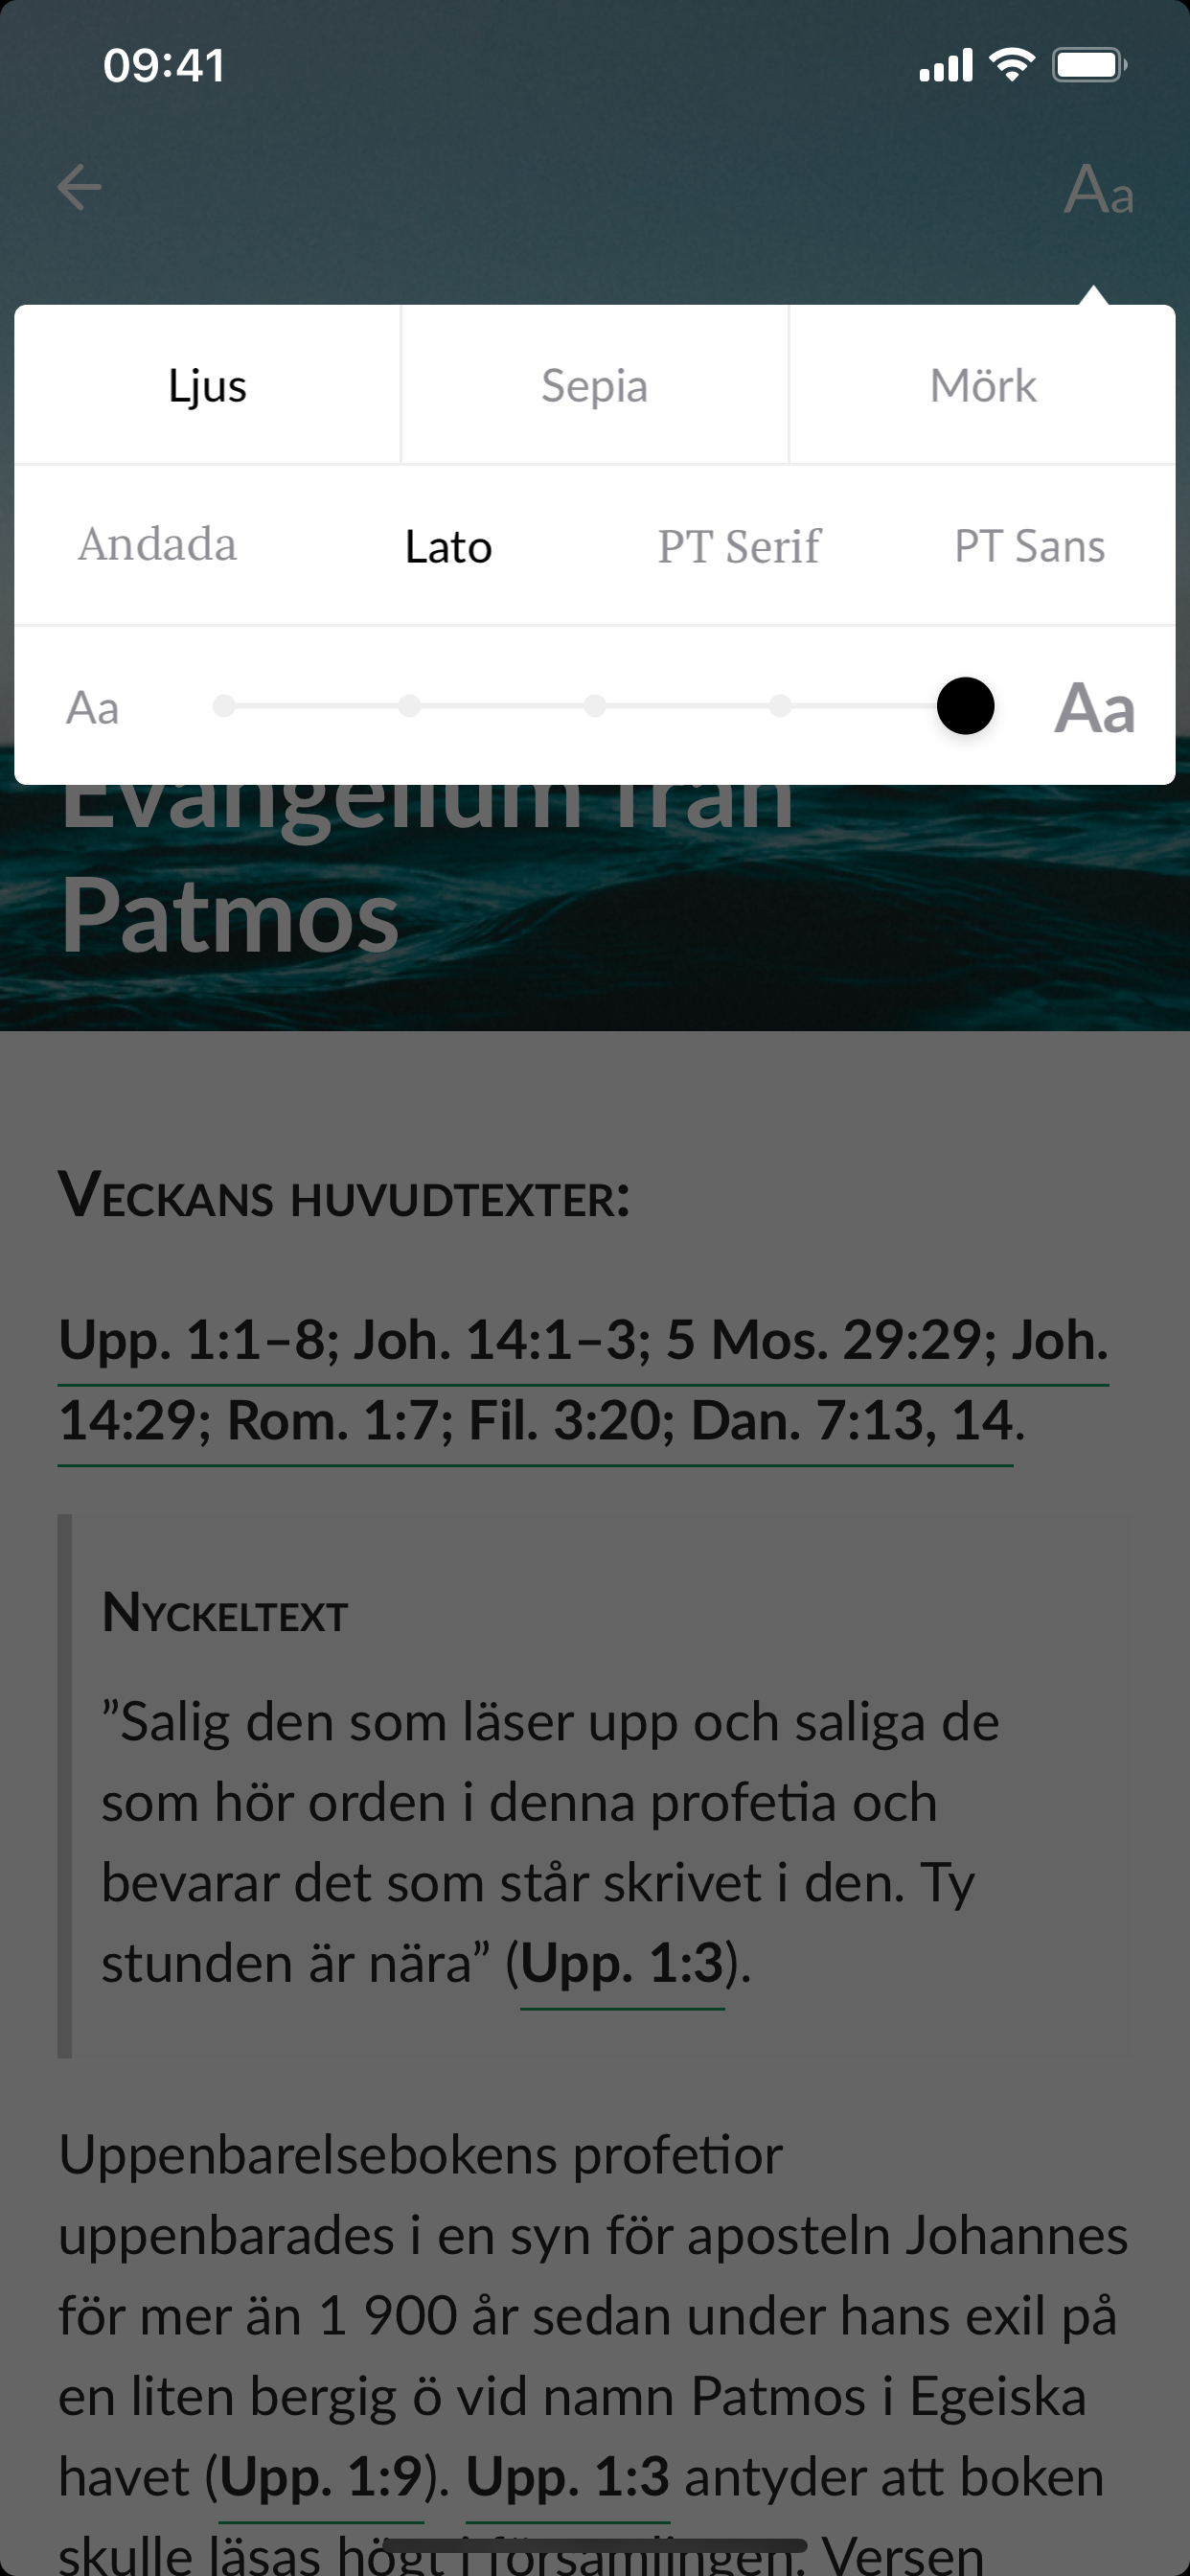 09:41
Aa
Ljus Sepia Mörk
Andada Lato PT Serif PT Sans
Aa Aa
Evangelium från
Patmos
Veckans huvudtexter:
Upp. 1:1–8; Joh. 14:1–3; 5 Mos. 29:29; Joh.
14:29; Rom. 1:7; Fil. 3:20; Dan. 7:13, 14.
Nyckeltext
”Salig den som läser upp och saliga de
som hör orden i denna profetia och
bevarar det som står skrivet i den. Ty
stunden är nära” (Upp. 1:3).
Uppenbarelsebokens profetior
uppenbarades i en syn för aposteln Johannes
för mer än 1 900 år sedan under hans exil på
en liten bergig ö vid namn Patmos i Egeiska
havet (Upp. 1:9). Upp. 1:3 antyder att boken
skulle läsas högt i församlingen. Versen